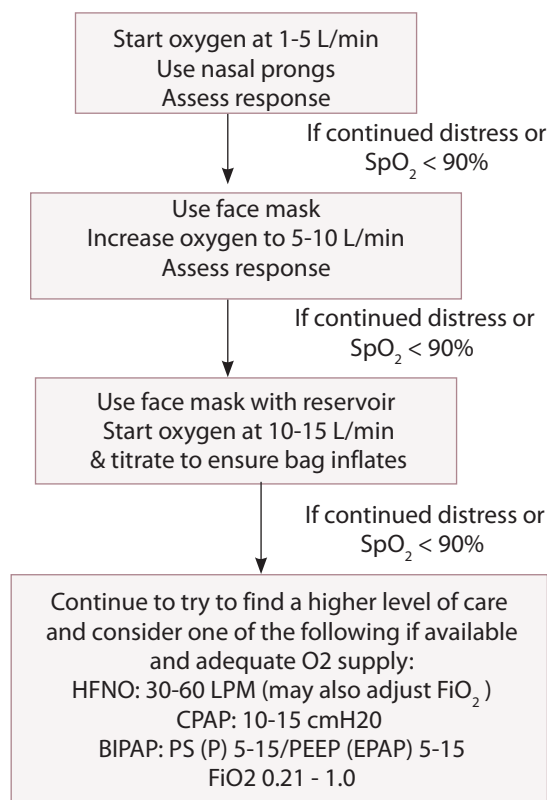 Start oxygen at 1-5 L/min
Use nasal prongs
Assess response
If continued distress or
SpO₂ < 90%
Use face mask
Increase oxygen to 5-10 L/min
Assess response
If continued distress or
SpO₂ < 90%
Use face mask with reservoir
Start oxygen at 10-15 L/min
& titrate to ensure bag inflates
If continued distress or
SpO₂ < 90%
Continue to try to find a higher level of care
and consider one of the following if available
and adequate O2 supply:
HFNO: 30-60 LPM (may also adjust FiO₂ )
CPAP: 10-15 cmH20
BIPAP: PS (P) 5-15/PEEP (EPAP) 5-15
FiO2 0.21 - 1.0